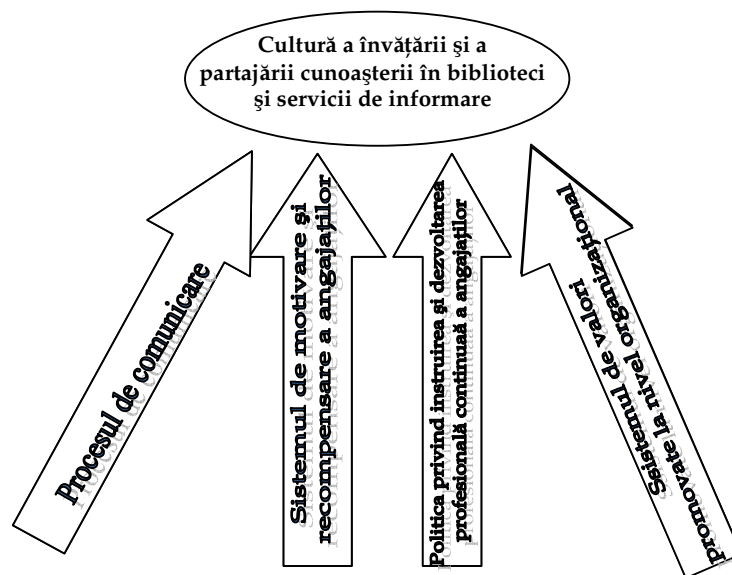 Cultură a învăţării şi a
partajării cunoaşterii în biblioteci
şi servicii de informare
Procesul de comunicare
Sistemul de motivare şi
recompensare a angajaţilor
Politica privind instruirea şi dezvoltarea
profesională continuaă a angajaţilor
Ssistemul de valori
promovate la nivel organizaţional